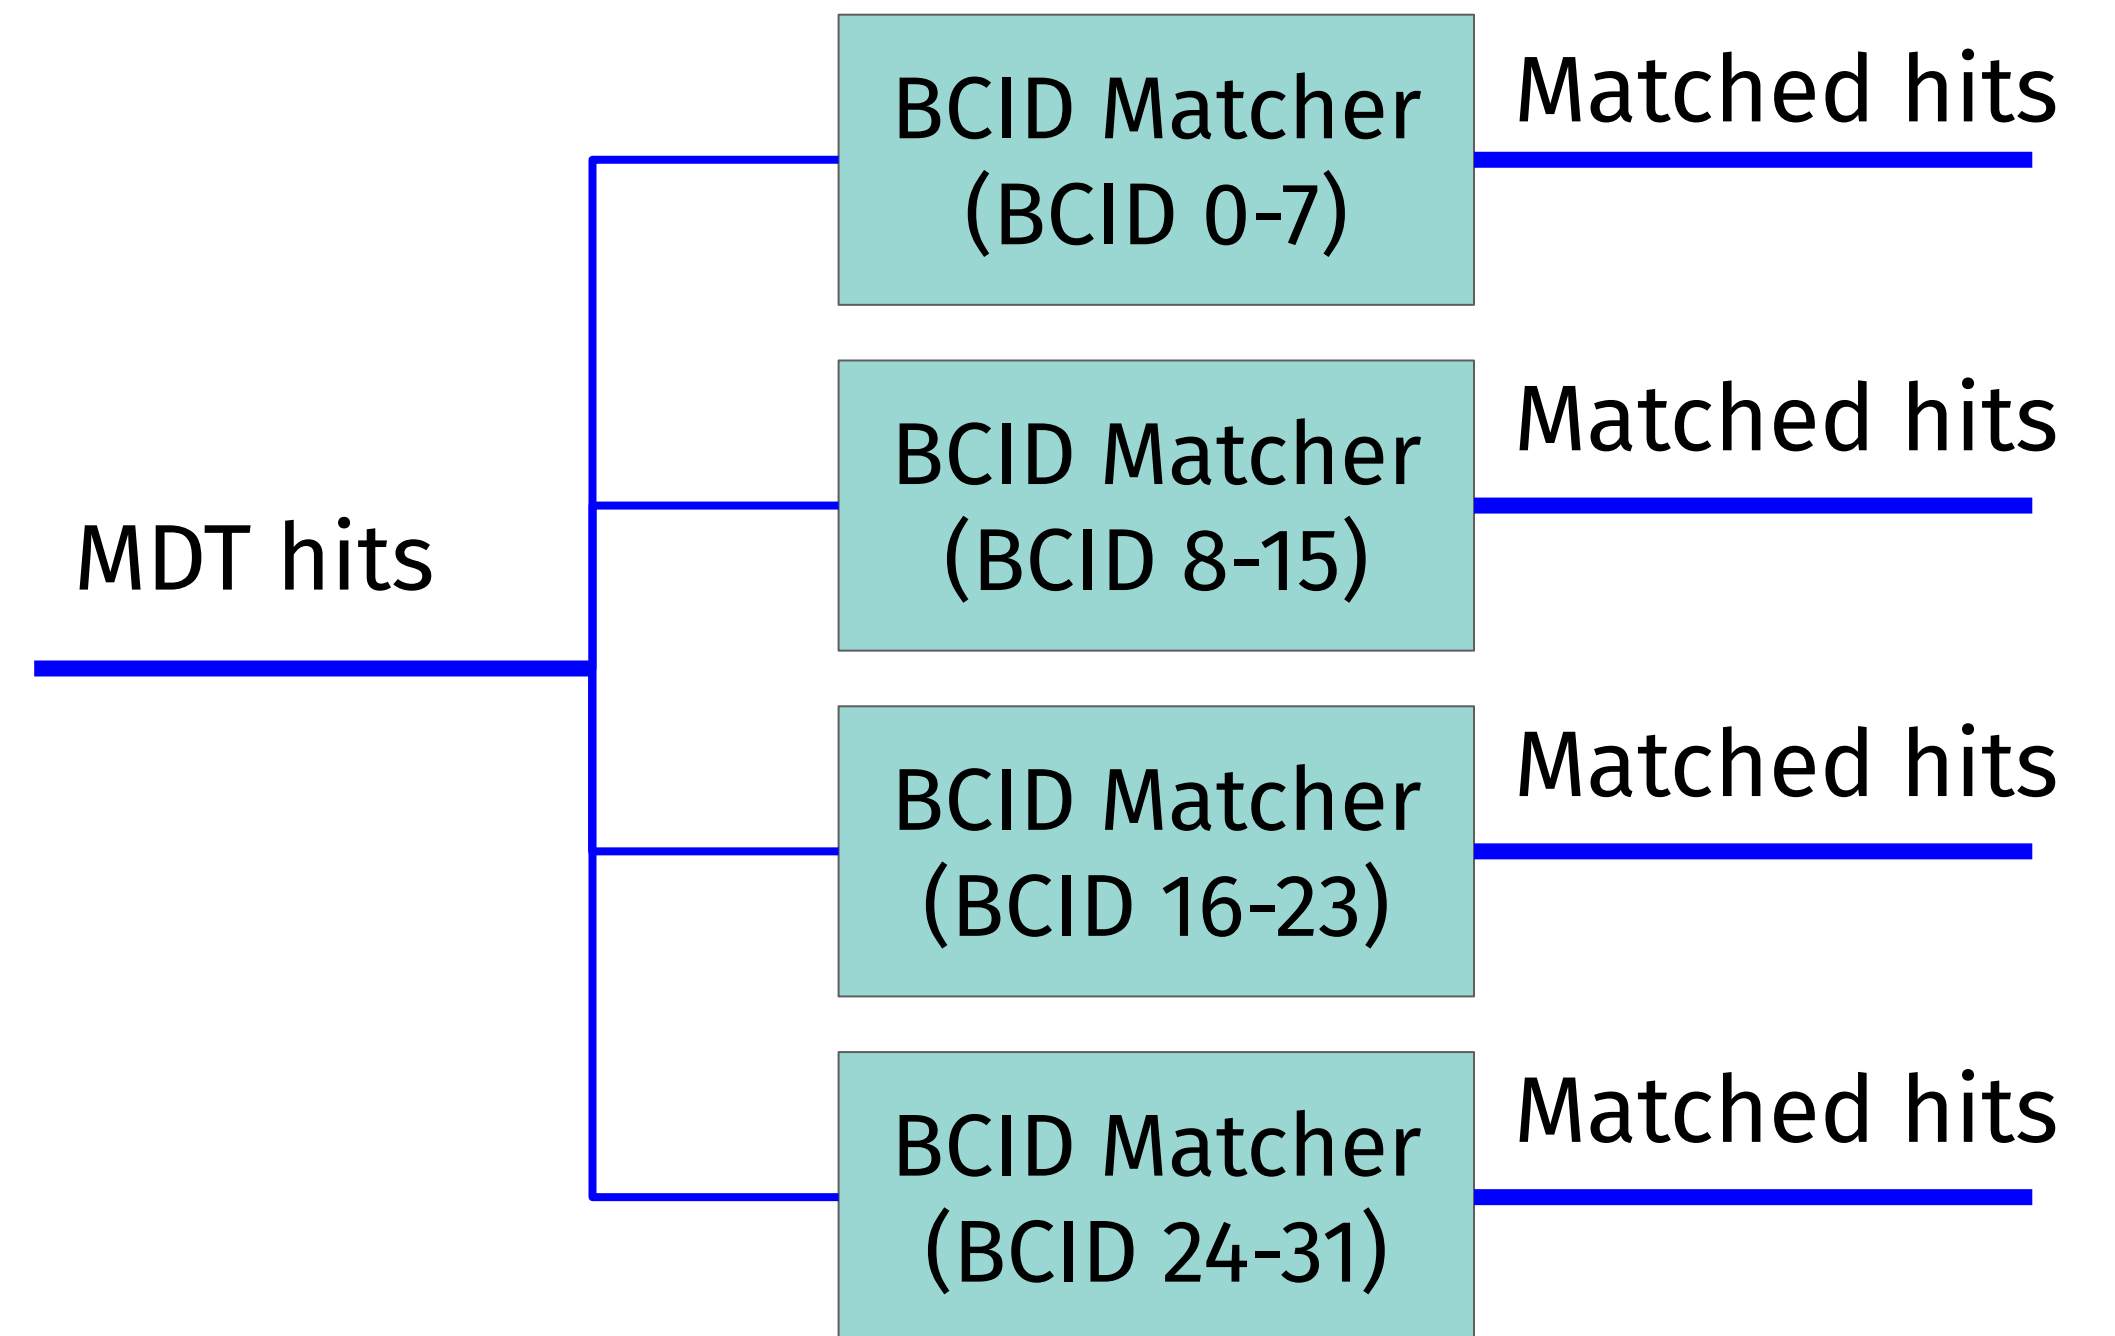 MDT hits
BCID Matcher
(BCID 0-7)
Matched hits
BCID Matcher
(BCID 8-15)
Matched hits
BCID Matcher
(BCID 16-23)
Matched hits
BCID Matcher
(BCID 24-31)
Matched hits